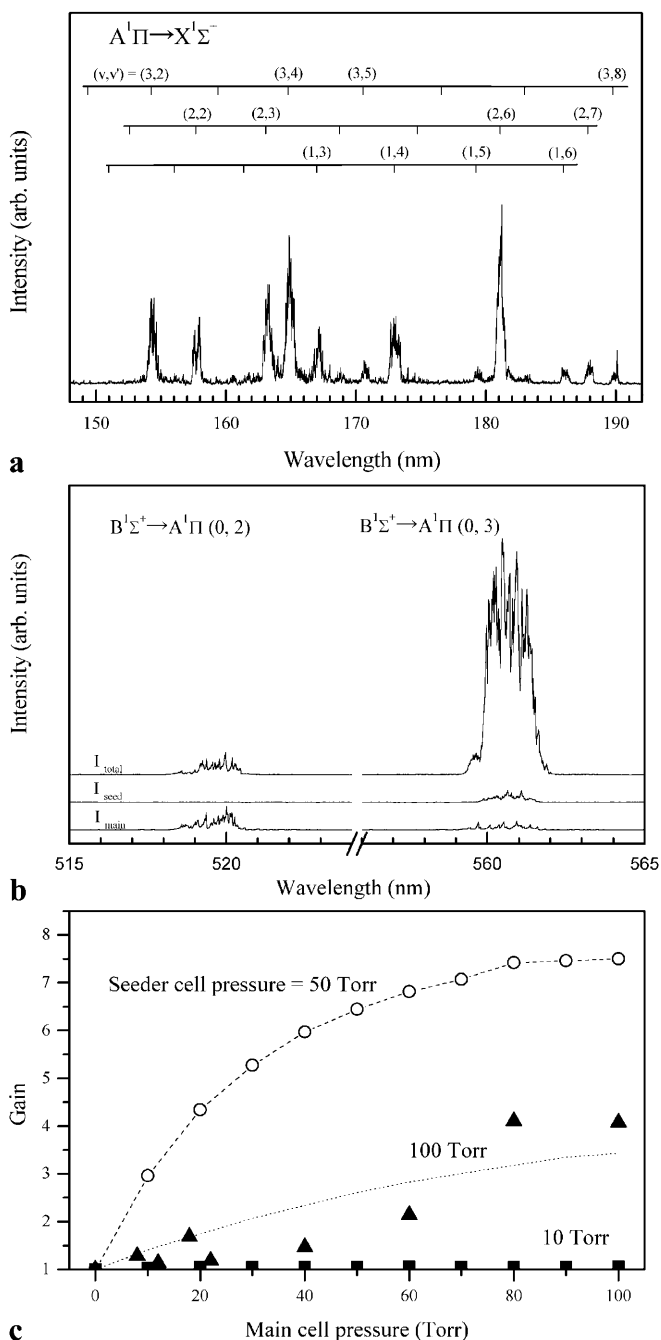 A¹Π→X¹Σ⁻
(v,v') = (3,2) (3,4) (3,5) (3,8)
(2,2) (2,3) (2,6) (2,7)
(1,3) (1,4) (1,5) (1,6)
Intensity (arb. units)
150 160 170 180 190
Wavelength (nm)
a
B¹Σ⁺→A¹Π (0, 2) B¹Σ⁺→A¹Π (0, 3)
Intensity (arb. units)
I total
I seed
I main
515 520 560 565
Wavelength (nm)
b
8
7
6
5
4
3
2
1
Gain
Seeder cell pressure = 50 Torr
100 Torr
10 Torr
0 20 40 60 80 100
Main cell pressure (Torr)
c